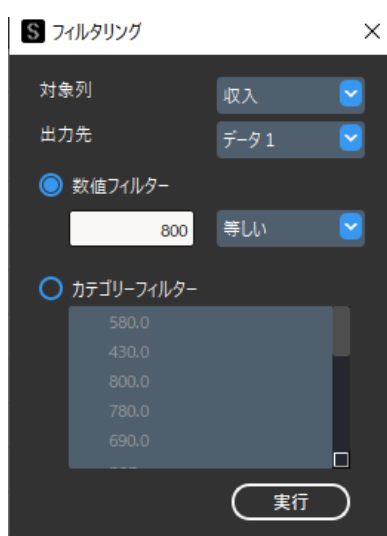 S フィルタリング
対象列 収入
出力先 データ1
数値フィルター
800 等しい
カテゴリーフィルター
580.0
430.0
800.0
780.0
690.0
実行